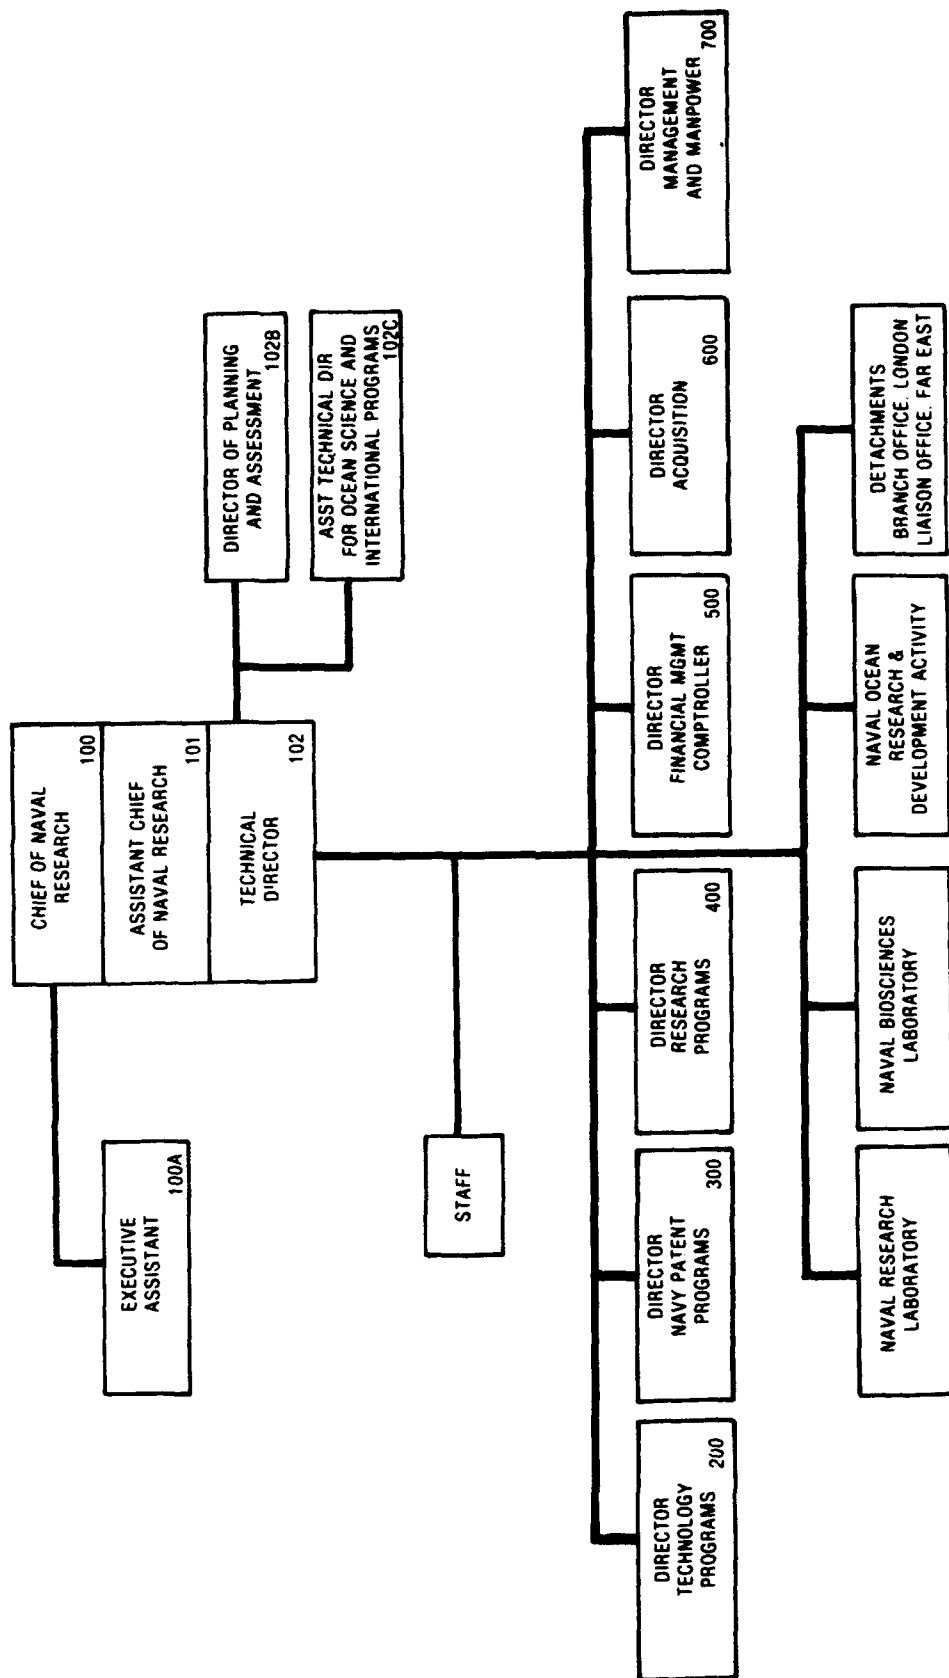 CHIEF OF NAVAL
RESEARCH
100
ASSISTANT CHIEF
OF NAVAL RESEARCH
101
TECHNICAL
DIRECTOR
102
EXECUTIVE
ASSISTANT
100A
DIRECTOR OF PLANNING
AND ASSESSMENT
102B
ASST TECHNICAL DIR
FOR OCEAN SCIENCE AND
INTERNATIONAL PROGRAMS
102C
STAFF
DIRECTOR
TECHNOLOGY
PROGRAMS
200
DIRECTOR
NAVY PATENT
PROGRAMS
300
DIRECTOR
RESEARCH
PROGRAMS
400
DIRECTOR
FINANCIAL MGMT
COMPTROLLER
500
DIRECTOR
ACQUISITION
600
DIRECTOR
MANAGEMENT
AND MANPOWER
700
NAVAL RESEARCH
LABORATORY
NAVAL BIOSCIENCES
LABORATORY
NAVAL OCEAN
RESEARCH &
DEVELOPMENT ACTIVITY
DETACHMENTS
BRANCH OFFICE. LONDON
LIAISON OFFICE. FAR EAST